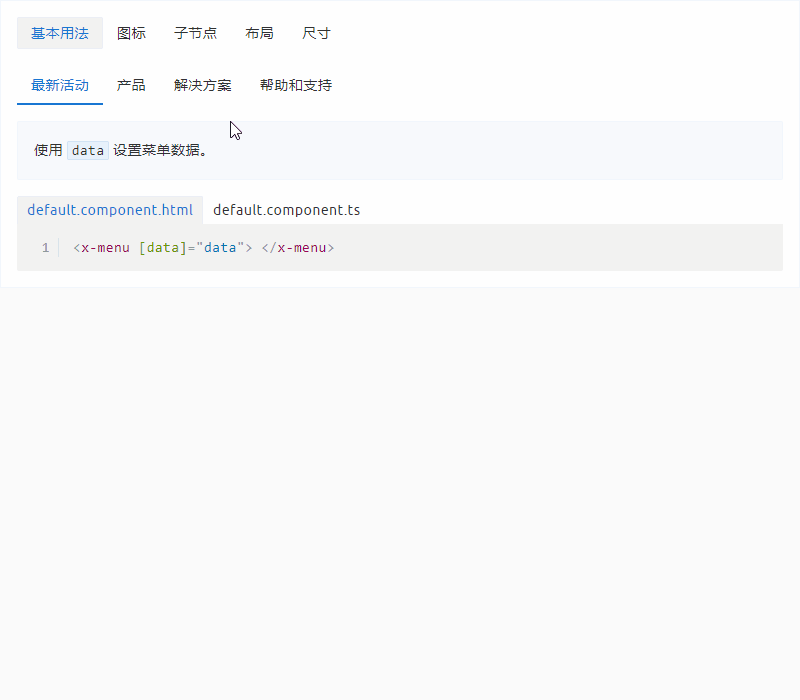 基本用法 图标 子节点 布局 尺寸
最新活动 产品 解决方案 帮助和支持
使用 data 设置菜单数据。
default.component.html default.component.ts
1 <x-menu [data]="data"> </x-menu>